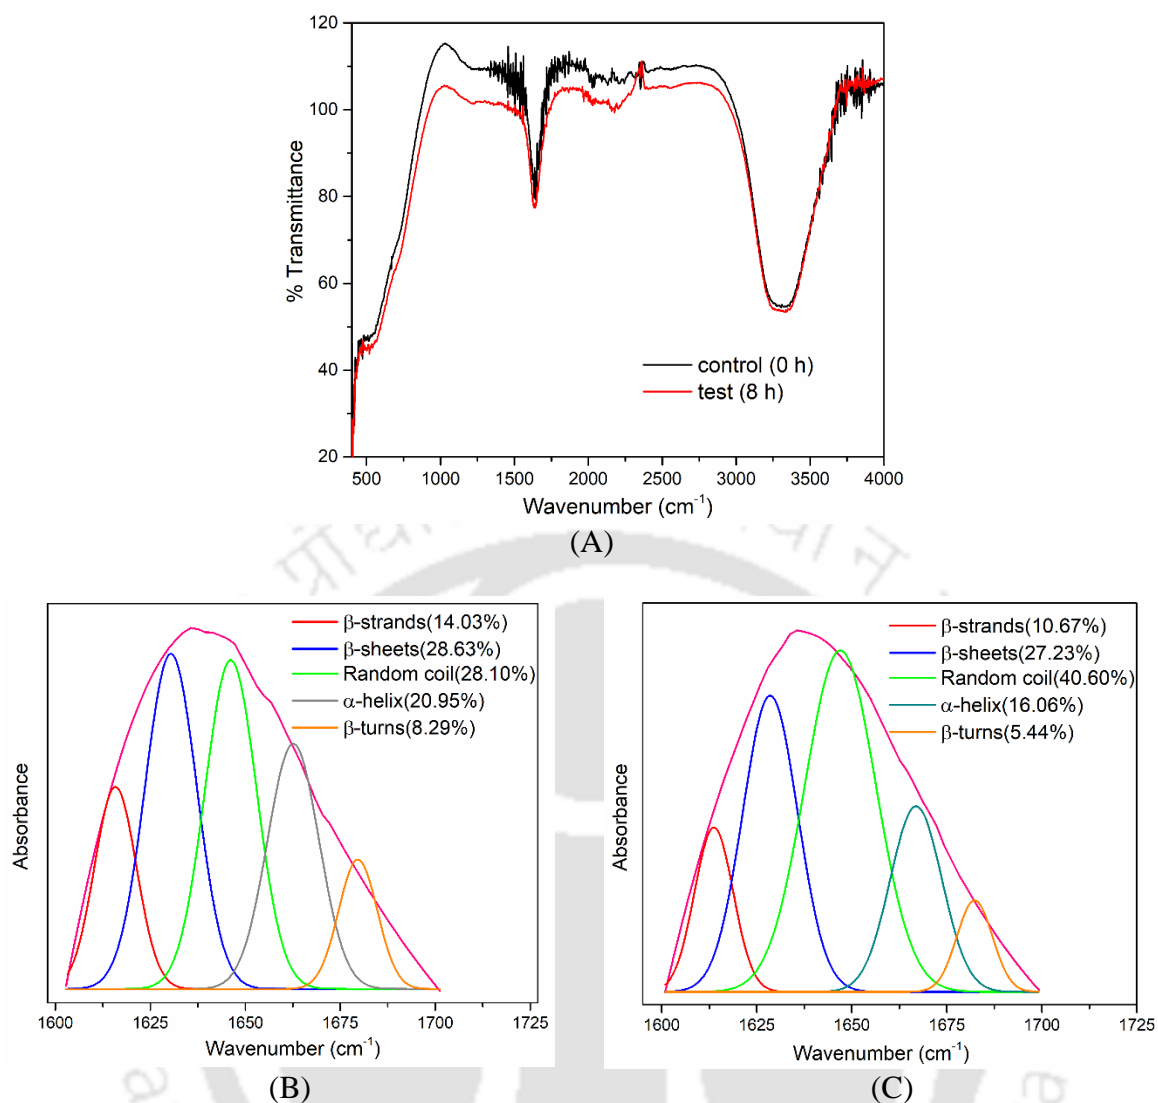 120
100
80
60
40
20
% Transmittance
control (0 h)
test (8 h)
500 1000 1500 2000 2500 3000 3500 4000
Wavenumber (cm⁻¹)
(A)
β-strands(14.03%)
β-sheets(28.63%)
Random coil(28.10%)
α-helix(20.95%)
β-turns(8.29%)
Absorbance
1600 1625 1650 1675 1700 1725
Wavenumber (cm⁻¹)
(B)
β-strands(10.67%)
β-sheets(27.23%)
Random coil(40.60%)
α-helix(16.06%)
β-turns(5.44%)
Absorbance
1600 1625 1650 1675 1700 1725
Wavenumber (cm⁻¹)
(C)